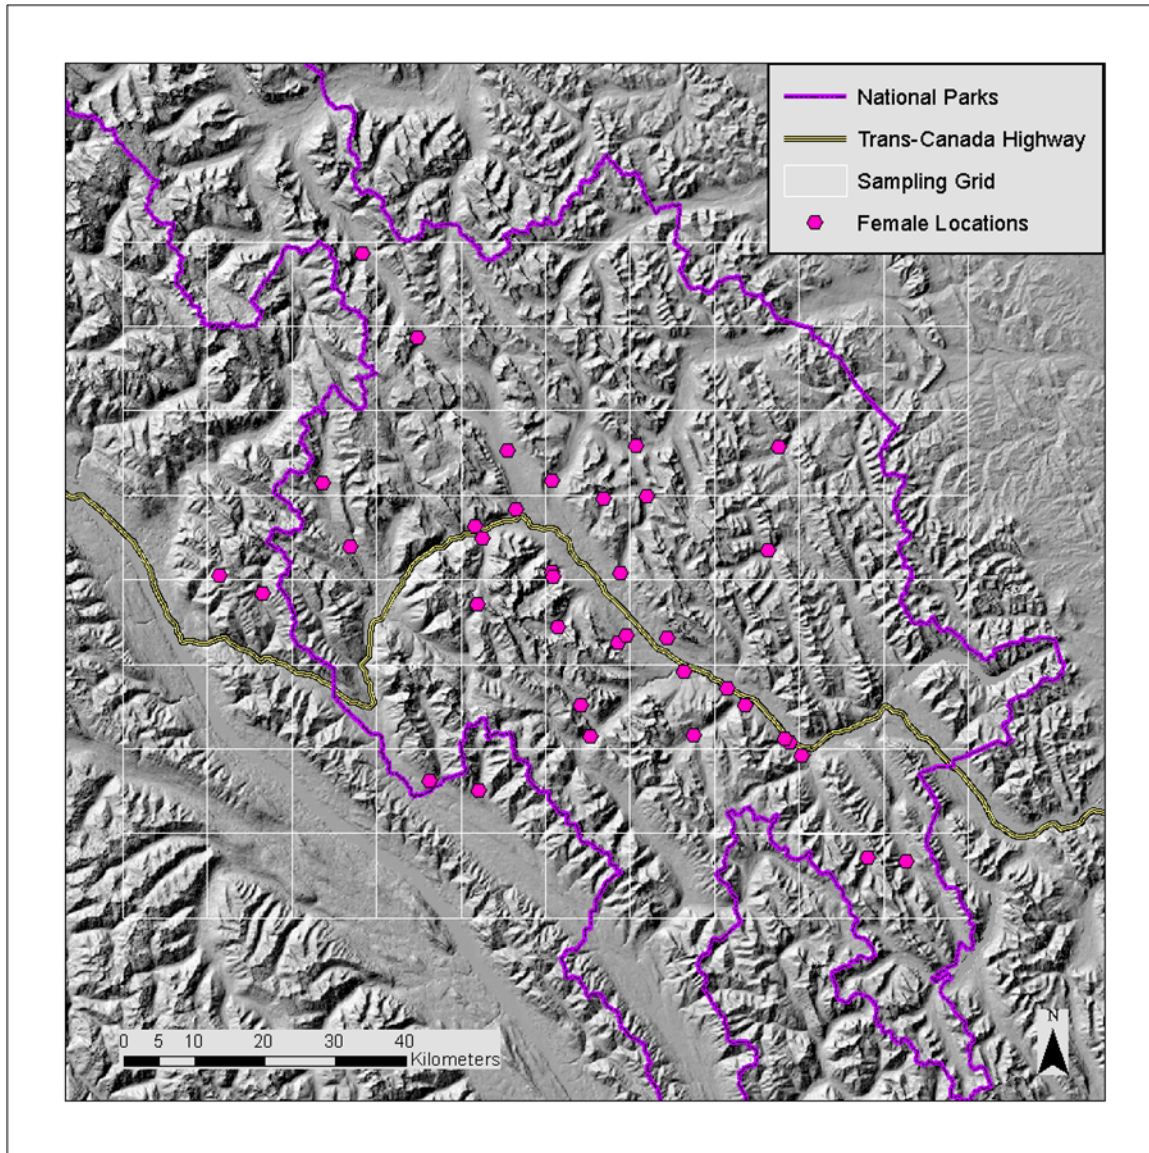 National Parks
Trans-Canada Highway
Sampling Grid
Female Locations
0 5 10 20 30 40
Kilometers
N